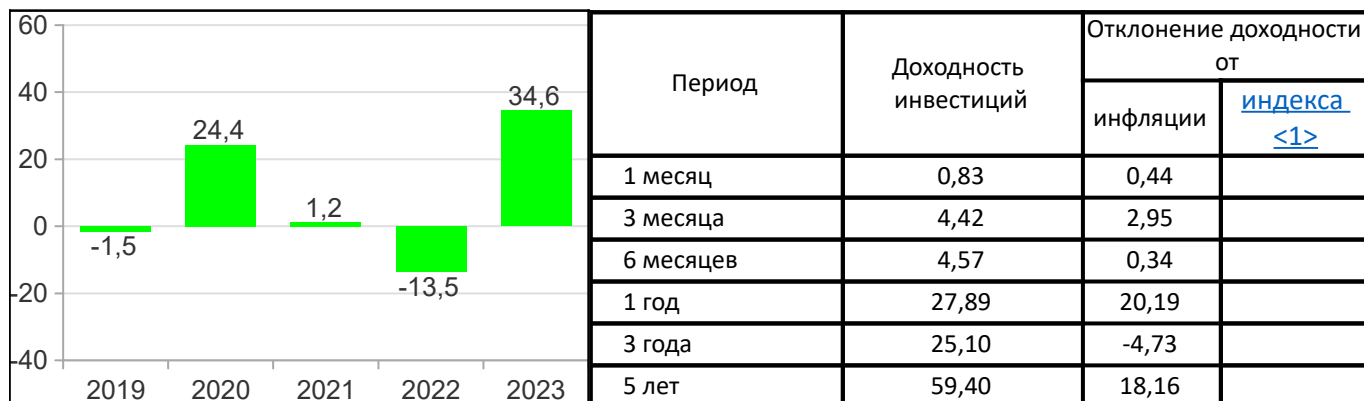 60
40
20
0
-20
-40
-1,5
24,4
1,2
-13,5
34,6
2019 2020 2021 2022 2023
Период
Доходность
инвестиций
Отклонение доходности
от
инфляции
индекса
<1>
1 месяц 0,83 0,44
3 месяца 4,42 2,95
6 месяцев 4,57 0,34
1 год 27,89 20,19
3 года 25,10 -4,73
5 лет 59,40 18,16